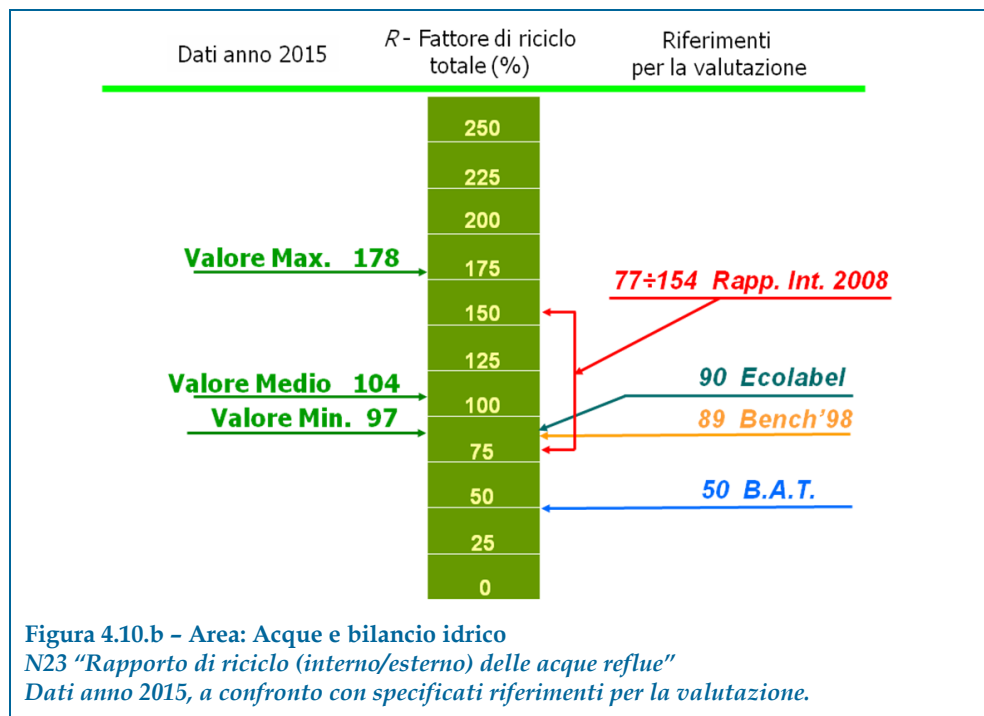 Dati anno 2015
R - Fattore di riciclo
totale (%)
Riferimenti
per la valutazione
250
225
200
175
150
125
100
75
50
25
0
Valore Max. 178
Valore Medio 104
Valore Min. 97
77÷154 Rapp. Int. 2008
90 Ecolabel
89 Bench'98
50 B.A.T.
Figura 4.10.b – Area: Acque e bilancio idrico
N23 “Rapporto di riciclo (interno/esterno) delle acque reflue”
Dati anno 2015, a confronto con specificati riferimenti per la valutazione.